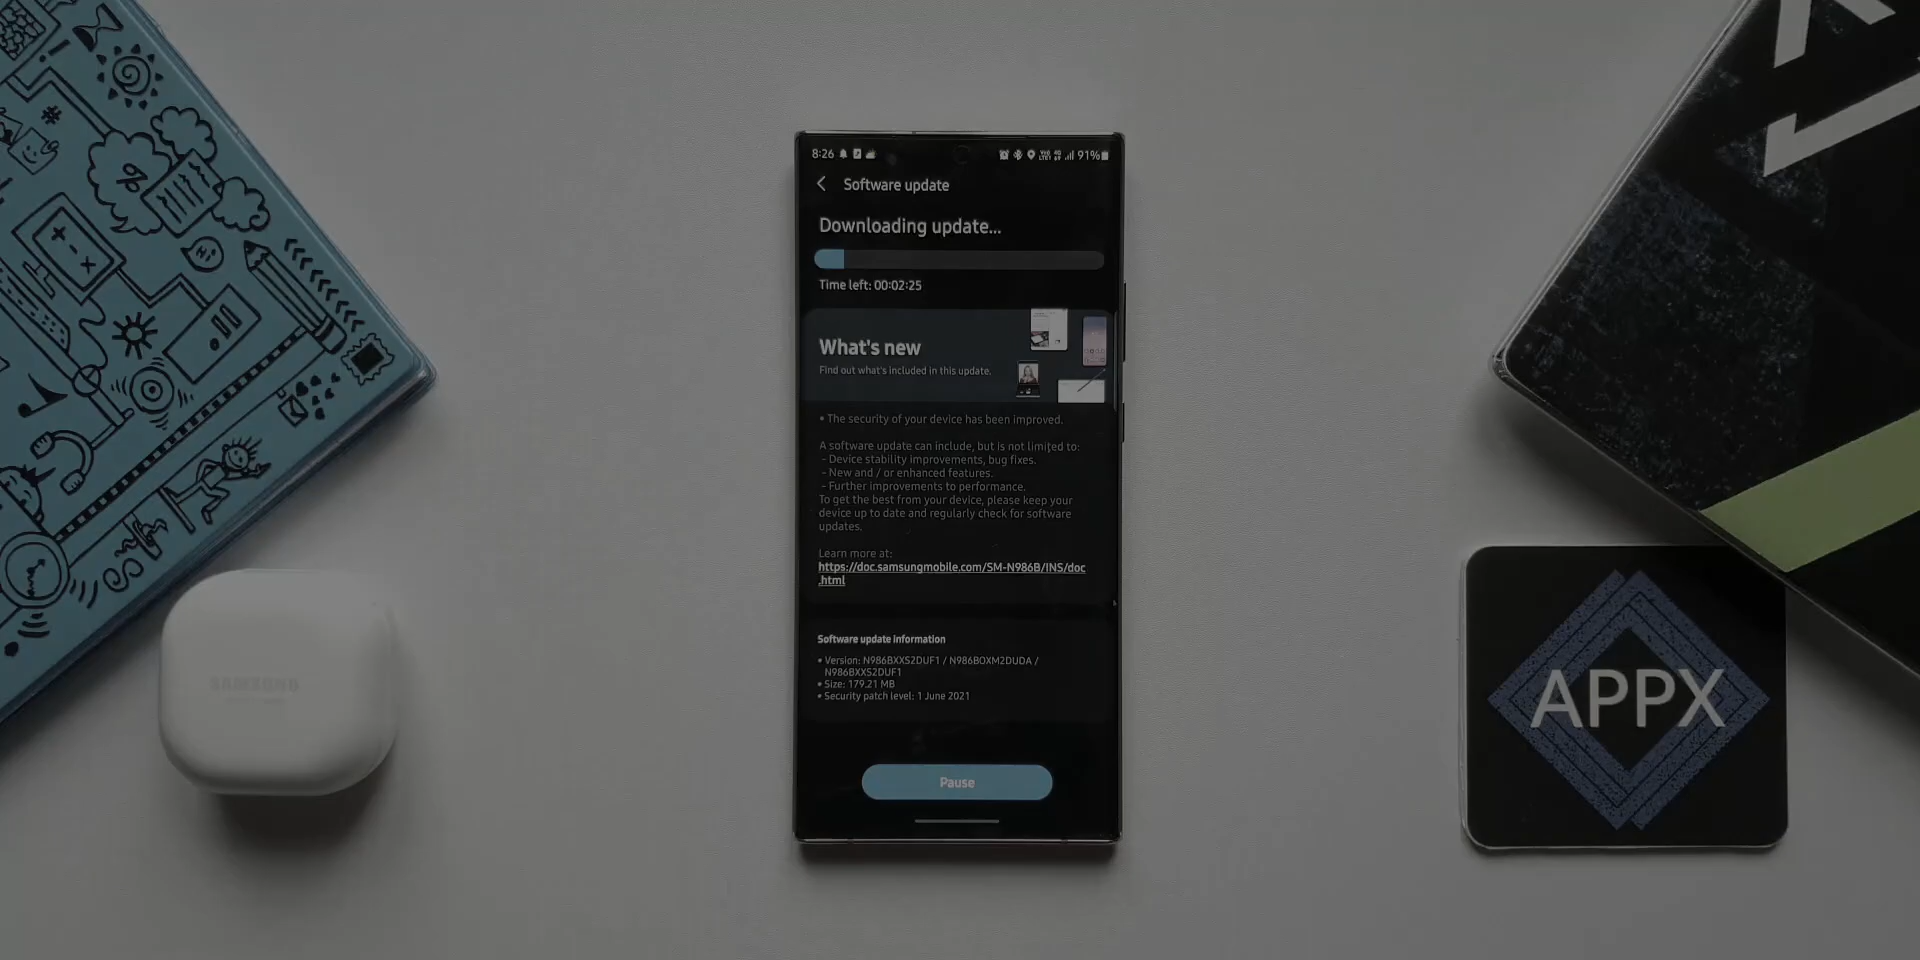 8:26
91%
Software update
Downloading update...
Time left: 00:02:25
What's new
Find out what's included in this update.
• The security of your device has been improved.
A software update can include, but is not limited to:
- Device stability improvements, bug fixes.
- New and / or enhanced features.
- Further improvements to performance.
To get the best from your device, please keep your
device up to date and regularly check for software
updates.
Learn more at:
https://doc.samsungmobile.com/SM-N986B/INS/doc
.html
Software update information
• Version: N986BXXS2DUF1 / N986BOXM2DUDA /
N986BXXS2DUF1
• Size: 179.21 MB
• Security patch level: 1 June 2021
Pause
SAMSUNG
APPX